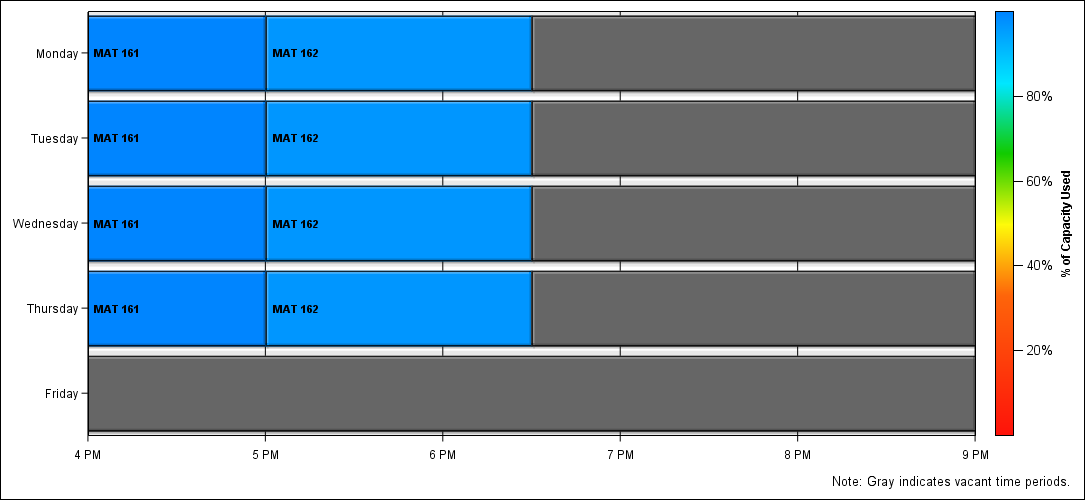 Monday MAT 161 MAT 162
80%
Tuesday MAT 161 MAT 162
60%
Wednesday MAT 161 MAT 162
% of Capacity Used
40%
Thursday MAT 161 MAT 162
20%
Friday
4 PM 5 PM 6 PM 7 PM 8 PM 9 PM
Note: Gray indicates vacant time periods.